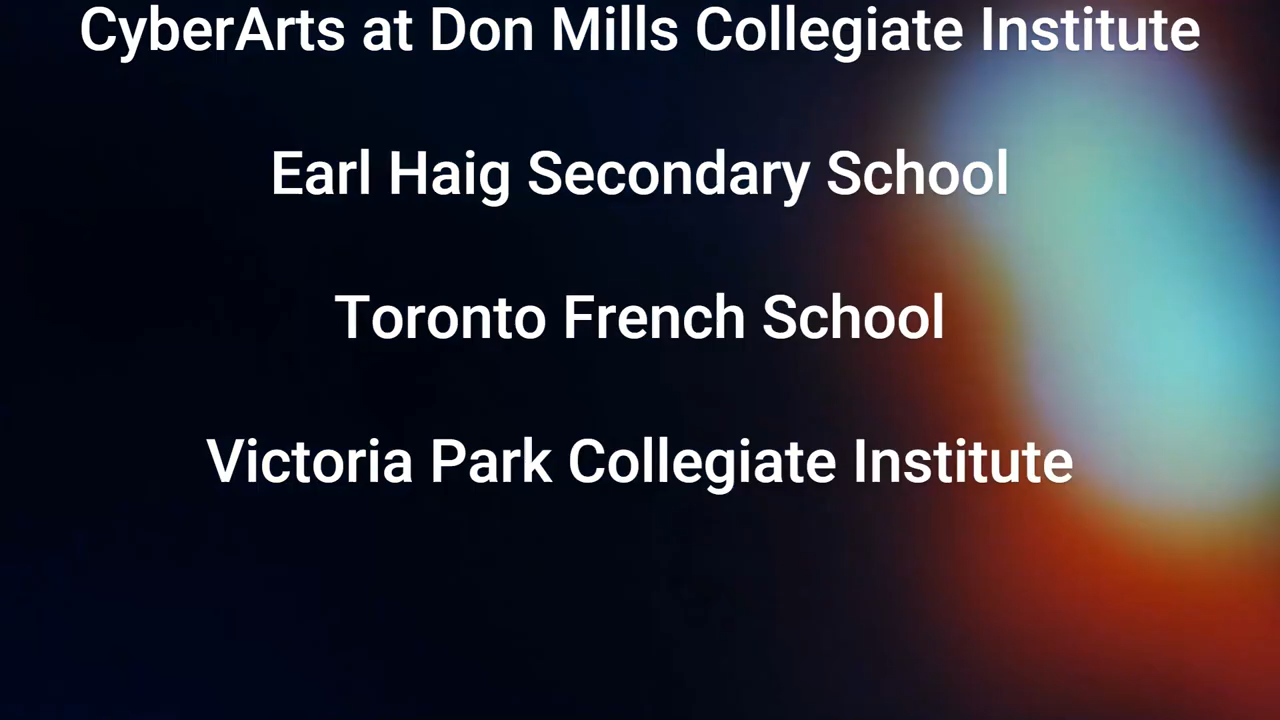 CyberArts at Don Mills Collegiate Institute
Earl Haig Secondary School
Toronto French School
Victoria Park Collegiate Institute